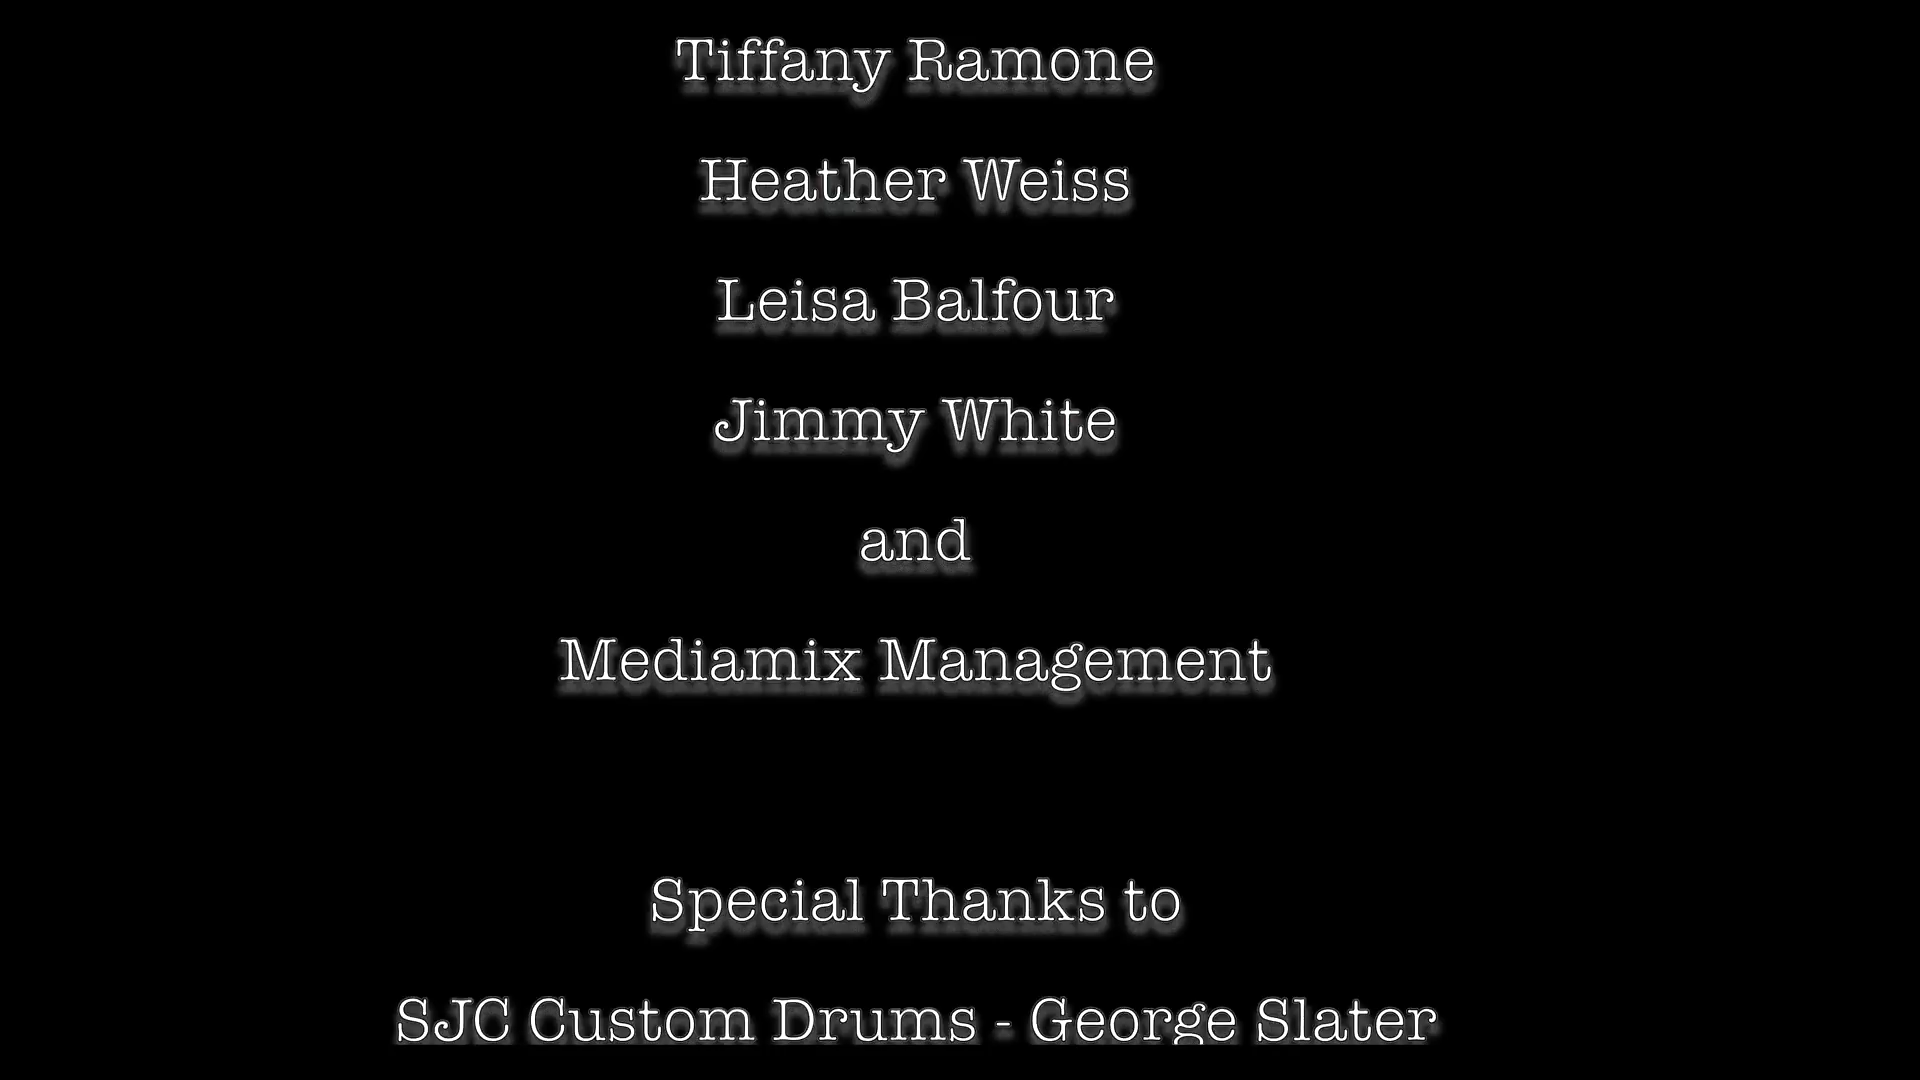 Tiffany Ramone
Heather Weiss
Leisa Balfour
Jimmy White
and
Mediamix Management
Special Thanks to
SJC Custom Drums - George Slater